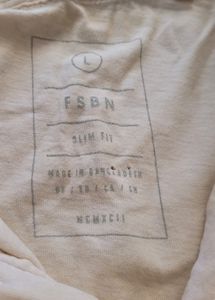 L
FSBN
SLIM FIT
MADE IN BANGLADESH
MCMXCII